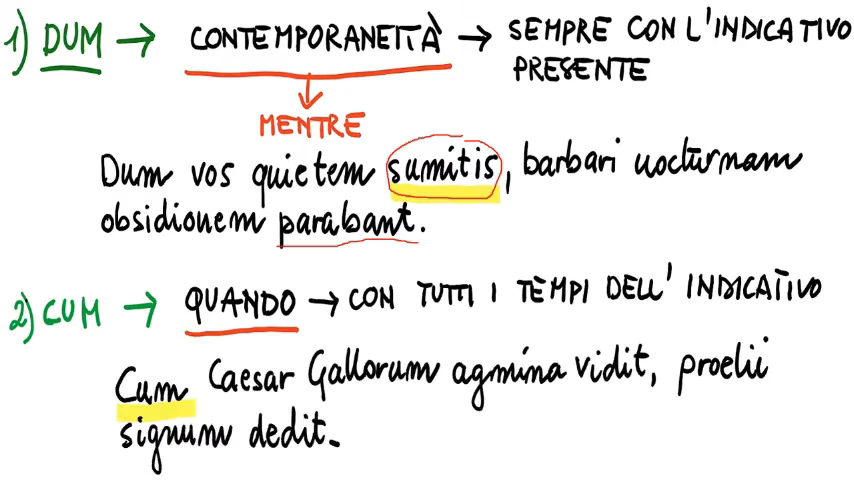 1) DUM → CONTEMPORANEITÀ → SEMPRE CON L'INDICATIVO
PRESENTE
MENTRE
Dum vos quietem sumitis, barbari nocturnam
obsidionem parabant.
2) CUM → QUANDO → CON TUTTI I TEMPI DELL'INDICATIVO
Cum Caesar Gallorum agmina vidit, proelii
signum dedit.